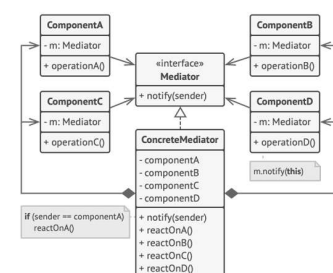 ComponentA
- m: Mediator
+ operationA()
ComponentB
- m: Mediator
+ operationB()
«interface»
Mediator
+ notify(sender)
ComponentC
- m: Mediator
+ operationC()
ComponentD
- m: Mediator
+ operationD()
m.notify(this)
ConcreteMediator
- componentA
- componentB
- componentC
- componentD
+ notify(sender)
+ reactOnA()
+ reactOnB()
+ reactOnC()
+ reactOnD()
if (sender == componentA)
reactOnA()